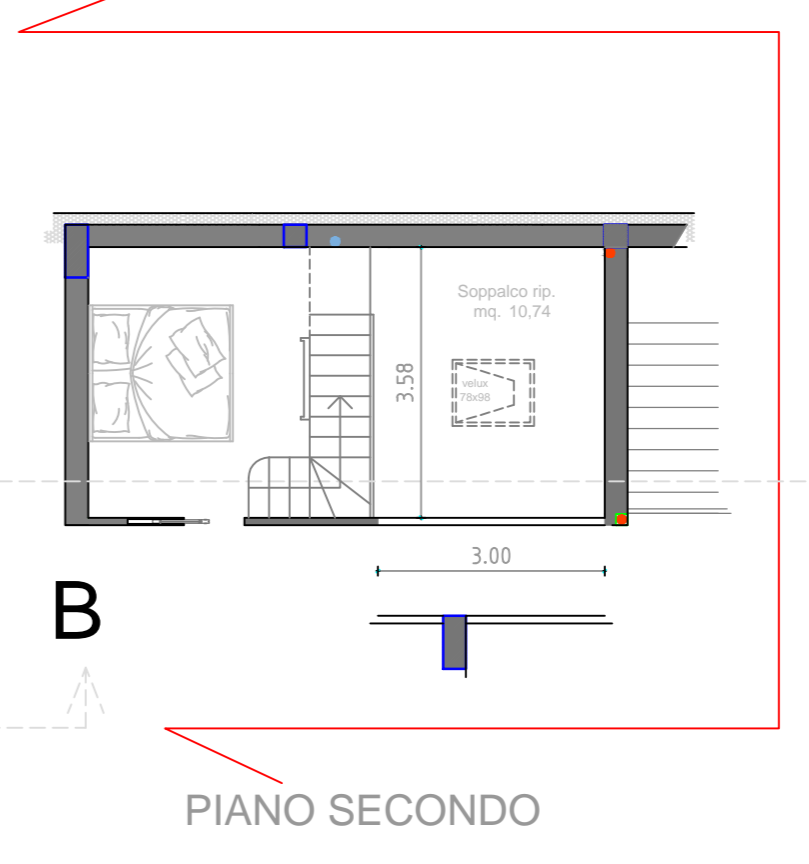 Soppalco rip.
mq. 10,74
3.58
velux
78x98
3.00
B
PIANO SECONDO